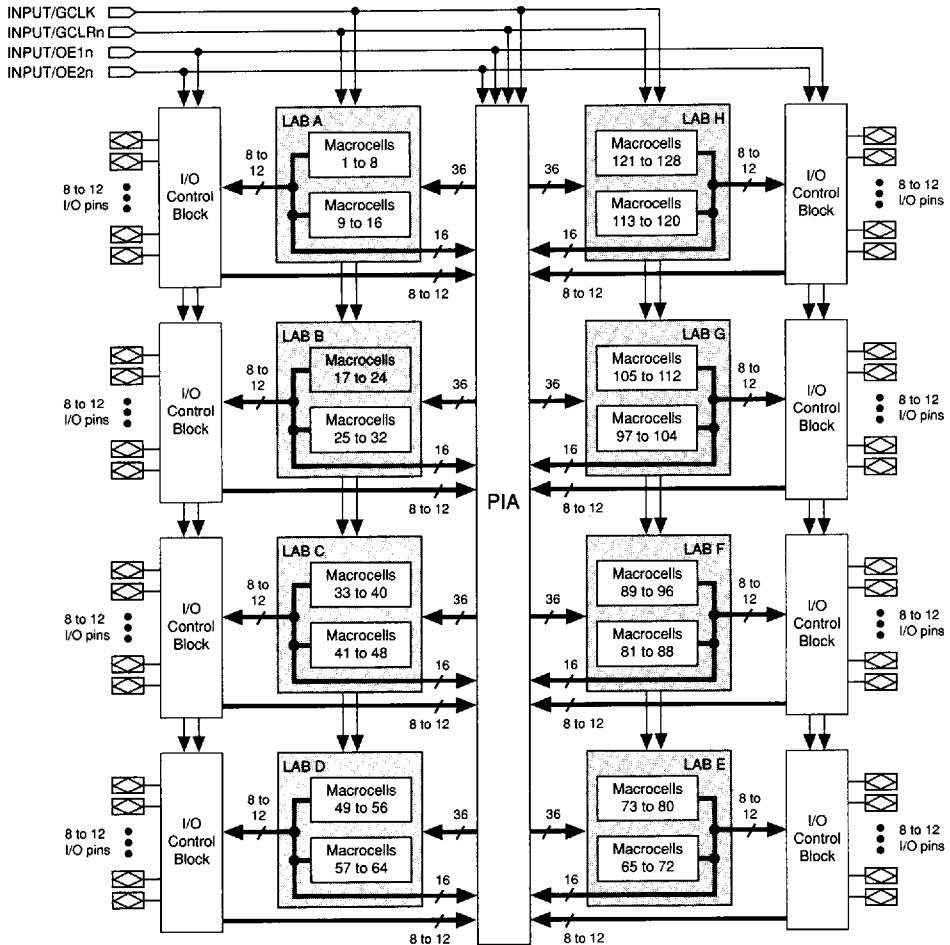 INPUT/GCLK
INPUT/GCLRn
INPUT/OE1n
INPUT/OE2n
8 to 12
I/O pins
I/O
Control
Block
8 to
12
LAB A
Macrocells
1 to 8
Macrocells
9 to 16
16
36
8 to 12
PIA
36
16
8 to 12
LAB H
Macrocells
121 to 128
Macrocells
113 to 120
8 to
12
I/O
Control
Block
8 to 12
I/O pins
8 to 12
I/O pins
I/O
Control
Block
8 to
12
LAB B
Macrocells
17 to 24
Macrocells
25 to 32
16
36
8 to 12
36
16
8 to 12
LAB G
Macrocells
105 to 112
Macrocells
97 to 104
8 to
12
I/O
Control
Block
8 to 12
I/O pins
8 to 12
I/O pins
I/O
Control
Block
8 to
12
LAB C
Macrocells
33 to 40
Macrocells
41 to 48
16
36
8 to 12
36
16
8 to 12
LAB F
Macrocells
89 to 96
Macrocells
81 to 88
8 to
12
I/O
Control
Block
8 to 12
I/O pins
8 to 12
I/O pins
I/O
Control
Block
8 to
12
LAB D
Macrocells
49 to 56
Macrocells
57 to 64
16
36
8 to 12
36
16
8 to 12
LAB E
Macrocells
73 to 80
Macrocells
65 to 72
8 to
12
I/O
Control
Block
8 to 12
I/O pins